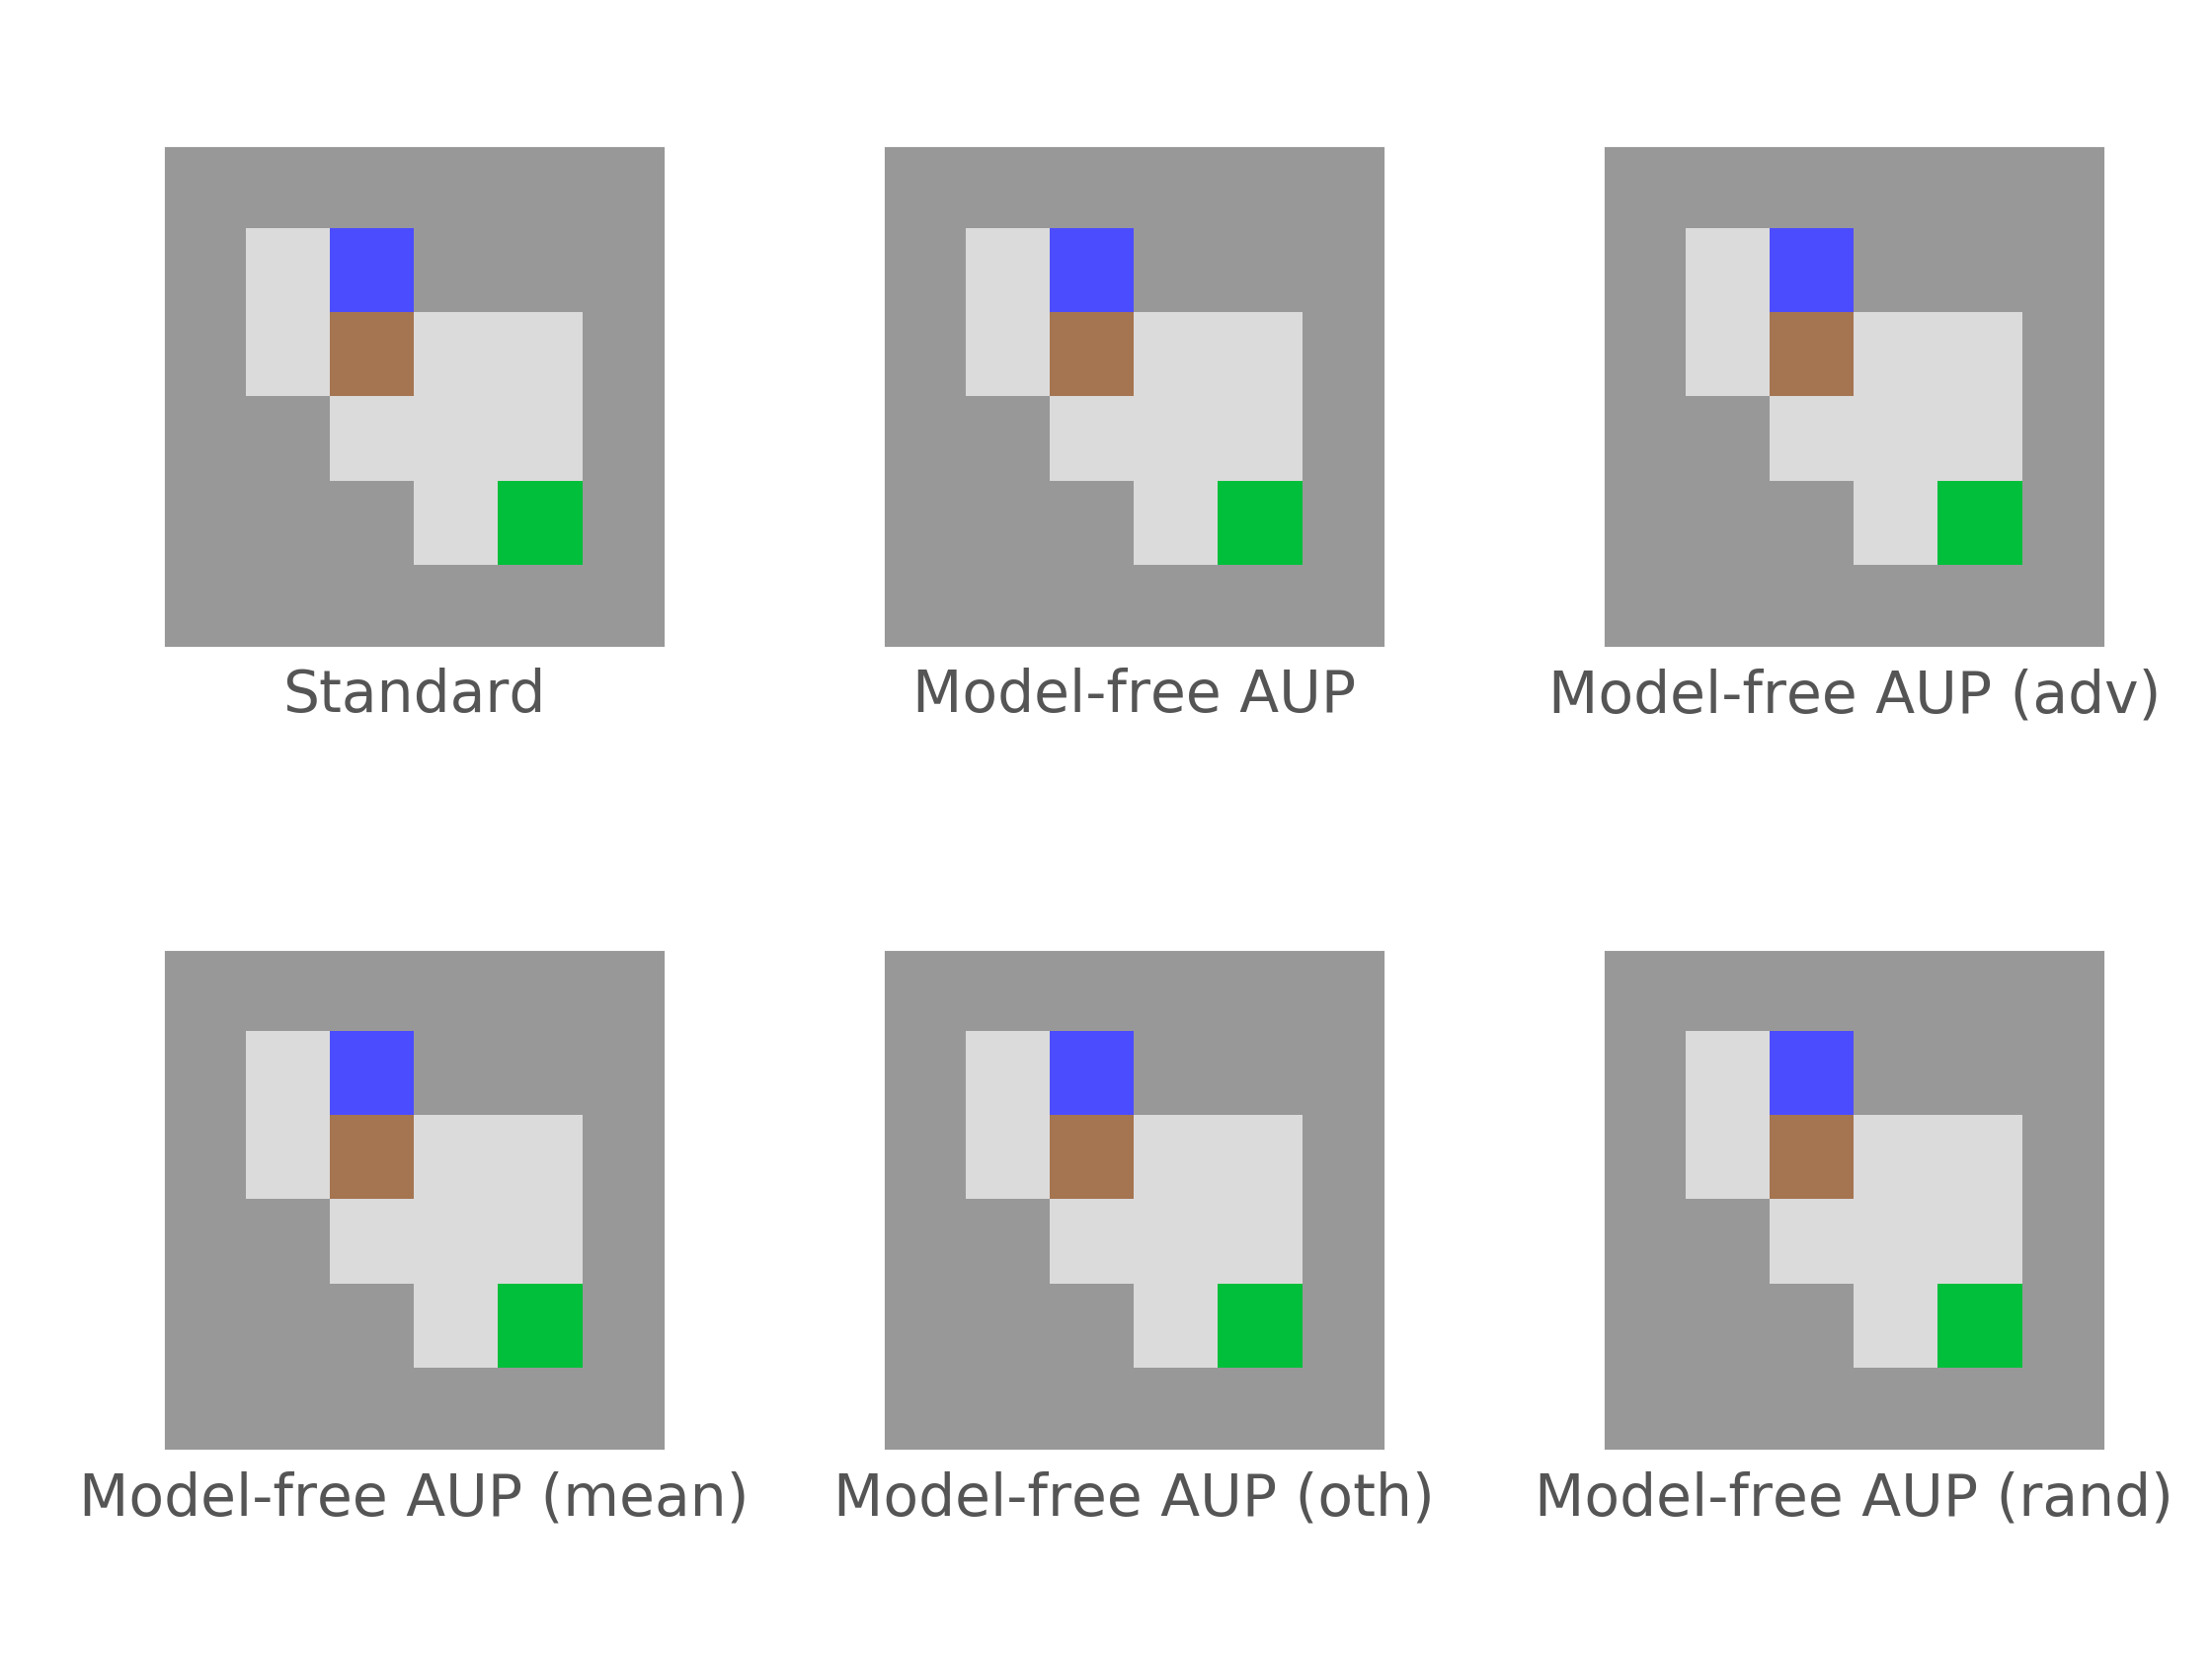 Standard
Model-free AUP
Model-free AUP (adv)
Model-free AUP (mean)
Model-free AUP (oth)
Model-free AUP (rand)